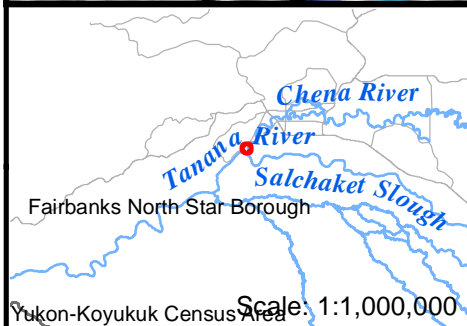 Chena River
Tanana River
Salchaket Slough
Fairbanks North Star Borough
Yukon-Koyukuk Census Area
Scale: 1:1,000,000